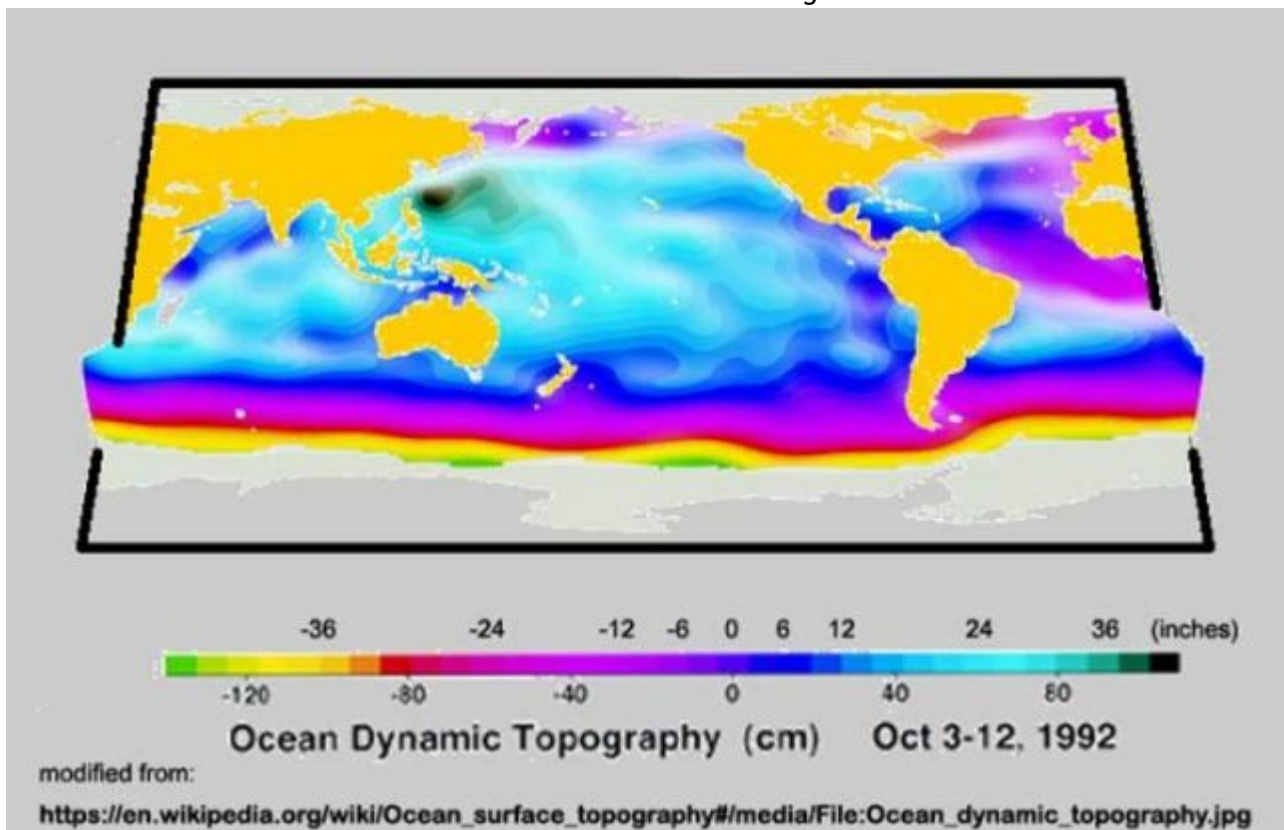 -36 -24 -12 -6 0 6 12 24 36 (inches)
-120 -80 -40 0 40 80
Ocean Dynamic Topography (cm) Oct 3-12, 1992
modified from:
https://en.wikipedia.org/wiki/Ocean_surface_topography#/media/File:Ocean_dynamic_topography.jpg